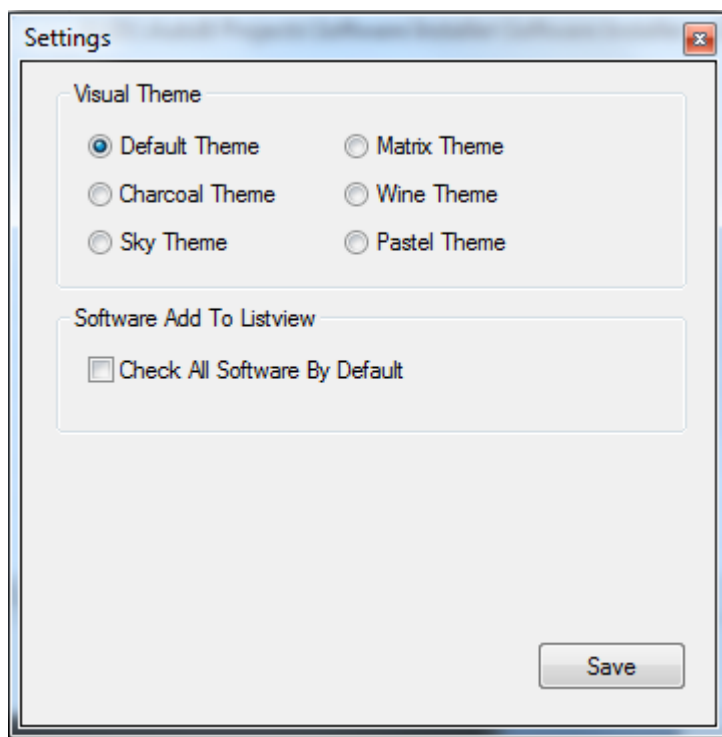 Settings
Visual Theme
Default Theme
Matrix Theme
Charcoal Theme
Wine Theme
Sky Theme
Pastel Theme
Software Add To Listview
Check All Software By Default
Save